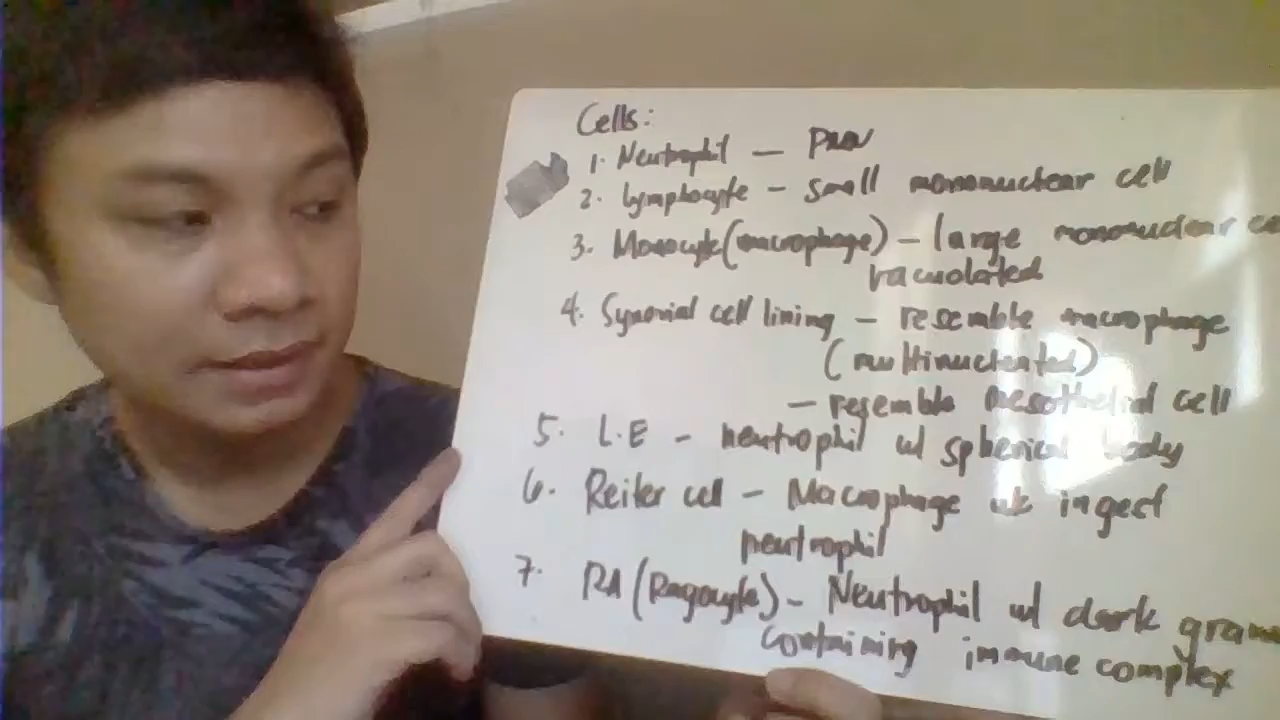 Cells:
1. Neutrophil — PMN
2. Lymphocyte - small mononuclear cell
3. Monocyte (macrophage) - large mononuclear ce
vacuolated
4. Synovial cell lining - resemble macrophage
(multinucleated)
- resemble mesothelial cell
5. L.E - neutrophil w/ spherical body
6. Reiter cell - Macrophage ingest
neutrophil
7. RA (Ragocyte) - Neutrophil w/ dark granu
containing immune complex